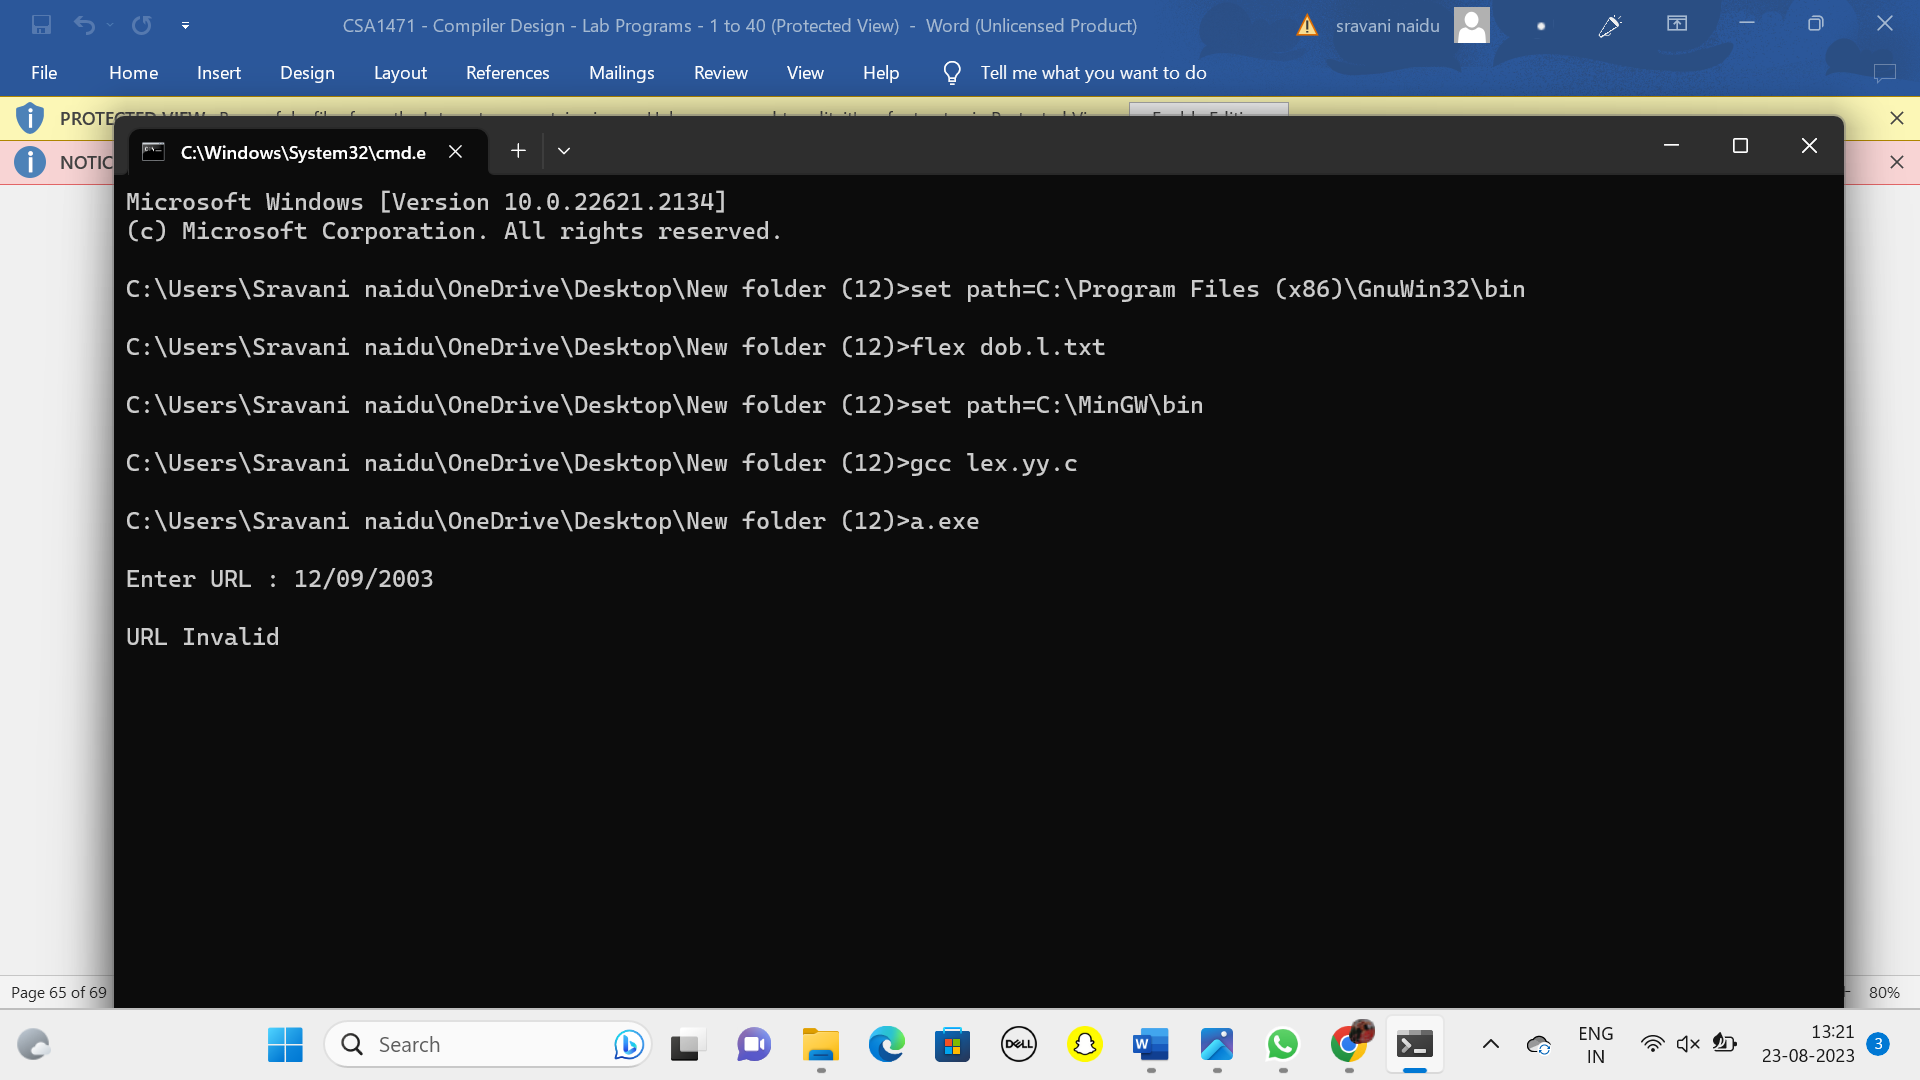 CSA1471 - Compiler Design - Lab Programs - 1 to 40 (Protected View) - Word (Unlicensed Product)
sravani naidu
File Home Insert Design Layout References Mailings Review View Help Tell me what you want to do
PROTECTED VIEW
NOTIC
C:\Windows\System32\cmd.e
Microsoft Windows [Version 10.0.22621.2134]
(c) Microsoft Corporation. All rights reserved.
C:\Users\Sravani naidu\OneDrive\Desktop\New folder (12)>set path=C:\Program Files (x86)\GnuWin32\bin
C:\Users\Sravani naidu\OneDrive\Desktop\New folder (12)>flex dob.l.txt
C:\Users\Sravani naidu\OneDrive\Desktop\New folder (12)>set path=C:\MinGW\bin
C:\Users\Sravani naidu\OneDrive\Desktop\New folder (12)>gcc lex.yy.c
C:\Users\Sravani naidu\OneDrive\Desktop\New folder (12)>a.exe
Enter URL : 12/09/2003
URL Invalid
Page 65 of 69
80%
Search
DELL
W
ENG
IN
13:21
23-08-2023
3